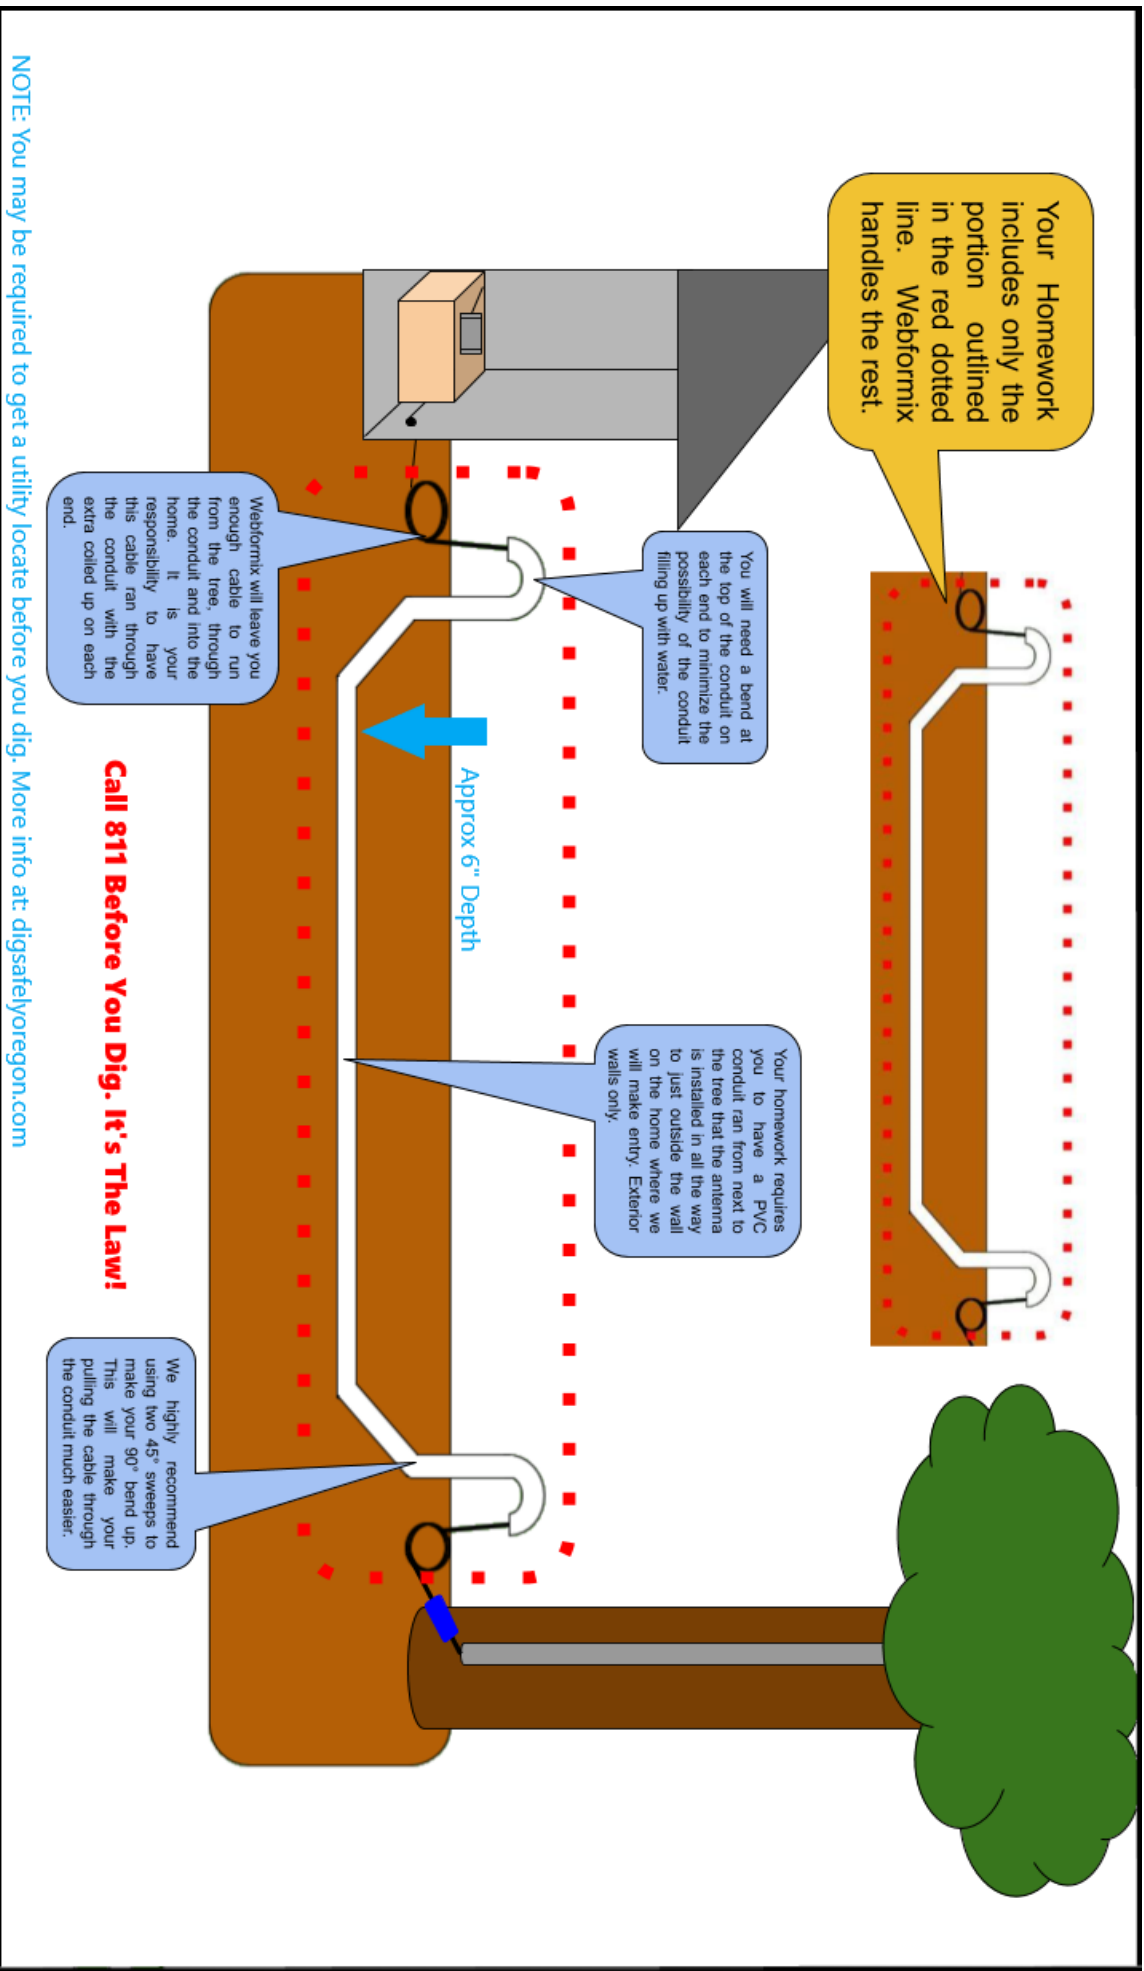 Your Homework
includes only the
portion outlined
in the red dotted
line. Webformix
handles the rest.
You will need a bend at
the top of the conduit on
each end to minimize the
possibility of the conduit
filling up with water.
Your homework requires
you to have a PVC
conduit ran from next to
the tree that the antenna
is installed in all the way
to just outside the wall
on the home where we
will make entry. Exterior
walls only.
Approx 6" Depth
Webformix will leave you
enough cable to run
from the tree, through
the conduit and into the
home. It is your
responsibility to have
this cable ran through
the conduit with the
extra coiled up on each
end.
We highly recommend
using two 45° sweeps to
make your 90° bend up.
This will make your
pulling the cable through
the conduit much easier.
Call 811 Before You Dig. It's The Law!
NOTE: You may be required to get a utility locate before you dig. More info at: digsafelyoregon.com